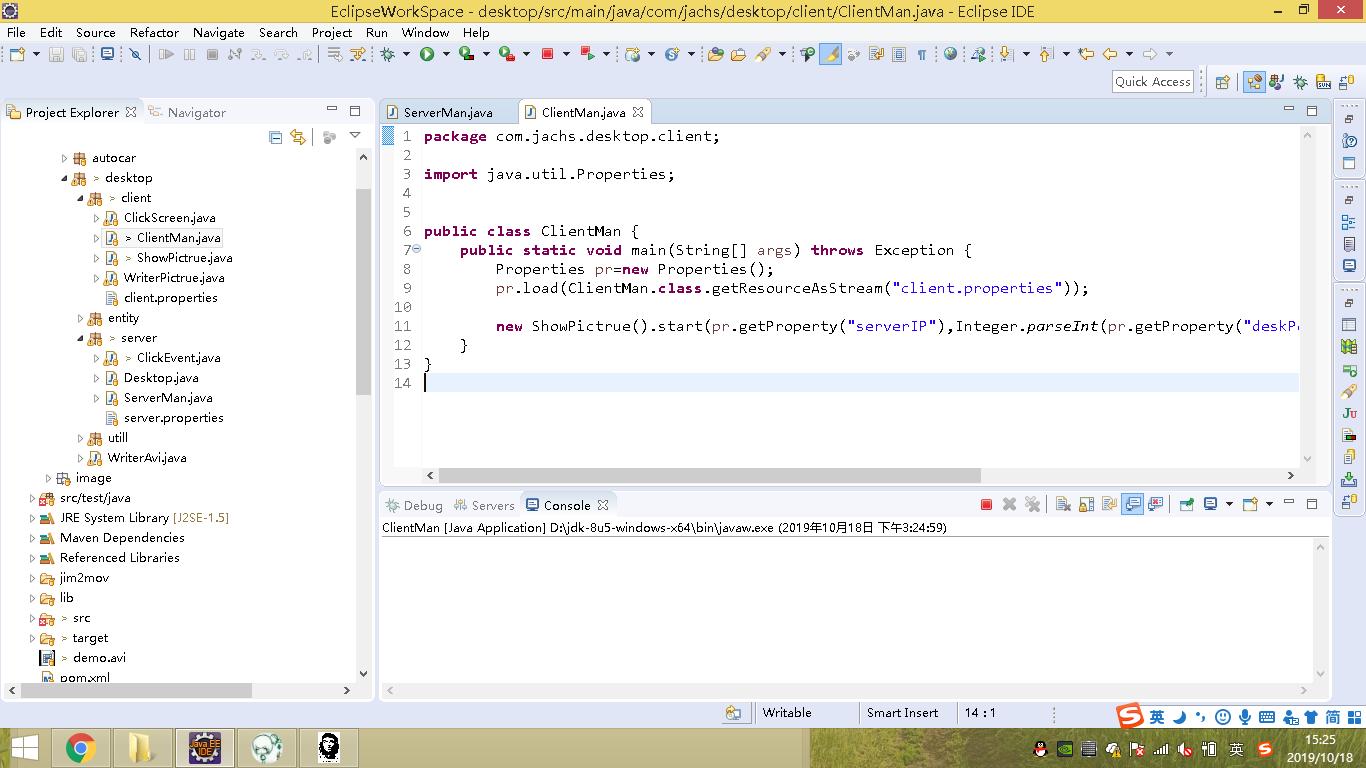 EclipseWorkSpace - desktop/src/main/java/com/jachs/desktop/client/ClientMan.java - Eclipse IDE
File Edit Source Refactor Navigate Search Project Run Window Help
Quick Access
Project Explorer Navigator
autocar
> desktop
> client
ClickScreen.java
> ClientMan.java
> ShowPictrue.java
WriterPictrue.java
client.properties
entity
> server
> ClickEvent.java
Desktop.java
ServerMan.java
server.properties
utill
WriterAvi.java
image
src/test/java
JRE System Library [J2SE-1.5]
Maven Dependencies
Referenced Libraries
jim2mov
lib
> src
> target
> demo.avi
pom.xml
ServerMan.java ClientMan.java
1 package com.jachs.desktop.client;
2
3 import java.util.Properties;
4
5
6 public class ClientMan {
7 public static void main(String[] args) throws Exception {
8 Properties pr=new Properties();
9 pr.load(ClientMan.class.getResourceAsStream("client.properties"));
10
11 new ShowPictrue().start(pr.getProperty("serverIP"),Integer.parseInt(pr.getProperty("deskP
12 }
13 }
14
Debug Servers Console
ClientMan [Java Application] D:\jdk-8u5-windows-x64\bin\javaw.exe (2019年10月18日 下午3:24:59)
Writable Smart Insert 14 : 1
英 简
Java EE IDE
英
15:25
2019/10/18